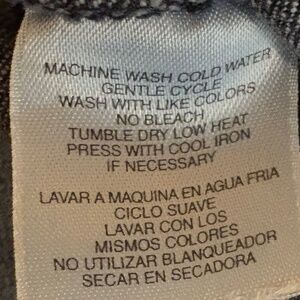 MACHINE WASH COLD WATER
GENTLE CYCLE
WASH WITH LIKE COLORS
NO BLEACH
TUMBLE DRY LOW HEAT
PRESS WITH COOL IRON
IF NECESSARY
LAVAR A MAQUINA EN AGUA FRIA
CICLO SUAVE
LAVAR CON LOS
MISMOS COLORES
NO UTILIZAR BLANQUEADOR
SECAR EN SECADORA